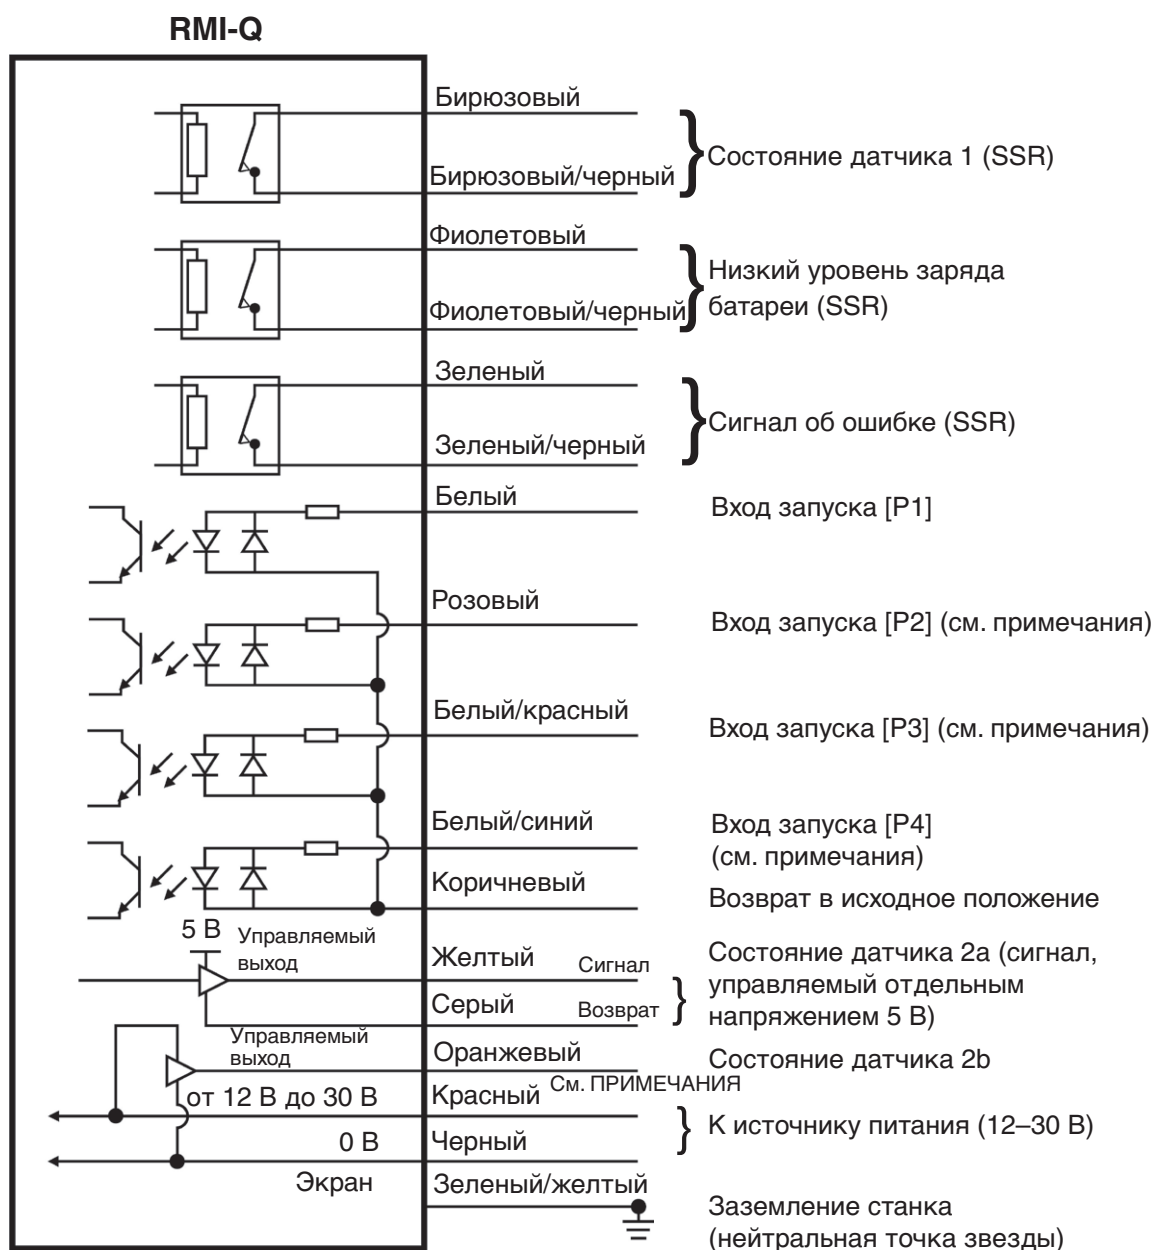 RMI-Q
Бирюзовый
Бирюзовый/черный
Состояние датчика 1 (SSR)
Фиолетовый
Фиолетовый/черный
Низкий уровень заряда
батареи (SSR)
Зеленый
Зеленый/черный
Сигнал об ошибке (SSR)
Белый
Вход запуска [P1]
Розовый
Вход запуска [P2] (см. примечания)
Белый/красный
Вход запуска [P3] (см. примечания)
Белый/синий
Вход запуска [P4]
(см. примечания)
Коричневый
Возврат в исходное положение
5 В
Управляемый
выход
Желтый
Сигнал
Серый
Возврат
Состояние датчика 2a (сигнал,
управляемый отдельным
напряжением 5 В)
Управляемый
выход
Оранжевый
Состояние датчика 2b
См. ПРИМЕЧАНИЯ
от 12 В до 30 В
Красный
0 В
Черный
К источнику питания (12–30 В)
Экран
Зеленый/желтый
Заземление станка
(нейтральная точка звезды)